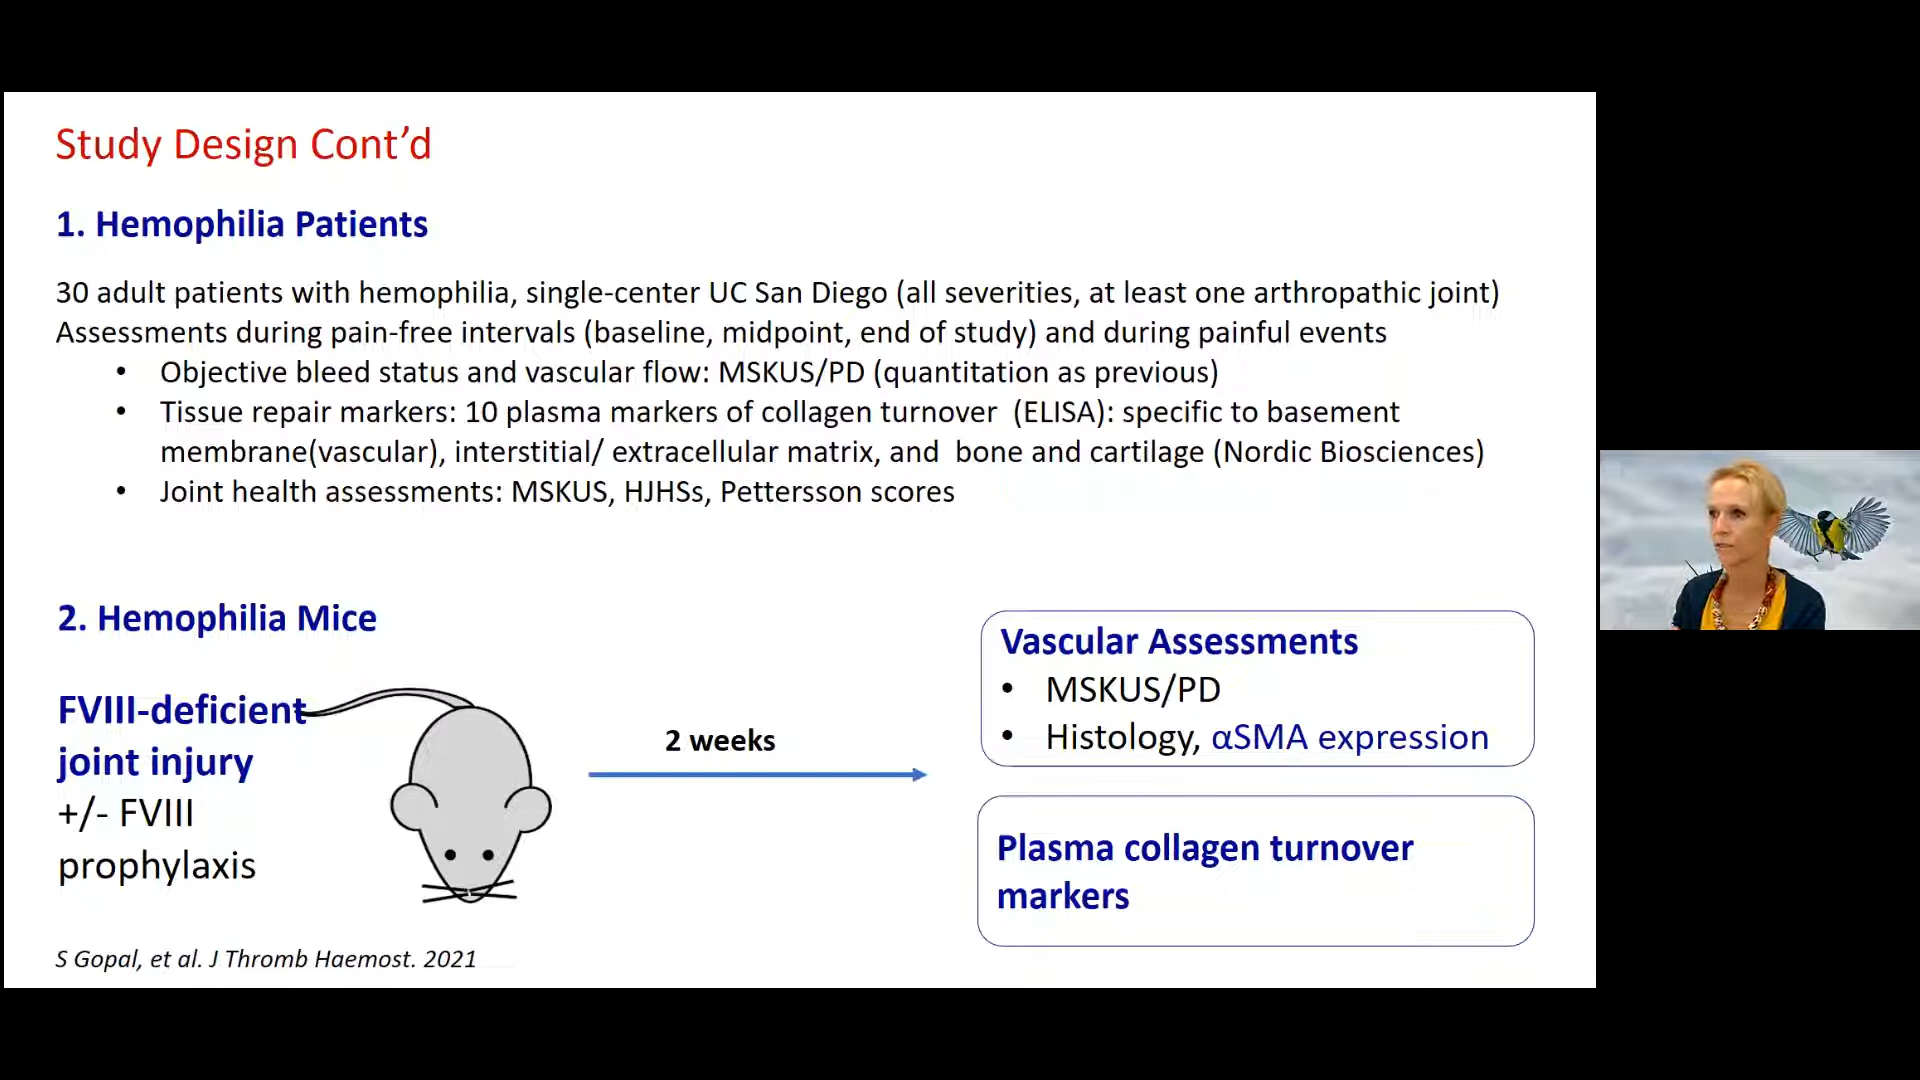 Study Design Cont’d
1. Hemophilia Patients
30 adult patients with hemophilia, single-center UC San Diego (all severities, at least one arthropathic joint)
Assessments during pain-free intervals (baseline, midpoint, end of study) and during painful events
• Objective bleed status and vascular flow: MSKUS/PD (quantitation as previous)
• Tissue repair markers: 10 plasma markers of collagen turnover  (ELISA): specific to basement
membrane(vascular), interstitial/ extracellular matrix, and  bone and cartilage (Nordic Biosciences)
• Joint health assessments: MSKUS, HJHSs, Pettersson scores
2. Hemophilia Mice
FVIII-deficient
joint injury
+/- FVIII
prophylaxis
2 weeks
Vascular Assessments
• MSKUS/PD
• Histology, αSMA expression
Plasma collagen turnover
markers
S Gopal, et al. J Thromb Haemost. 2021